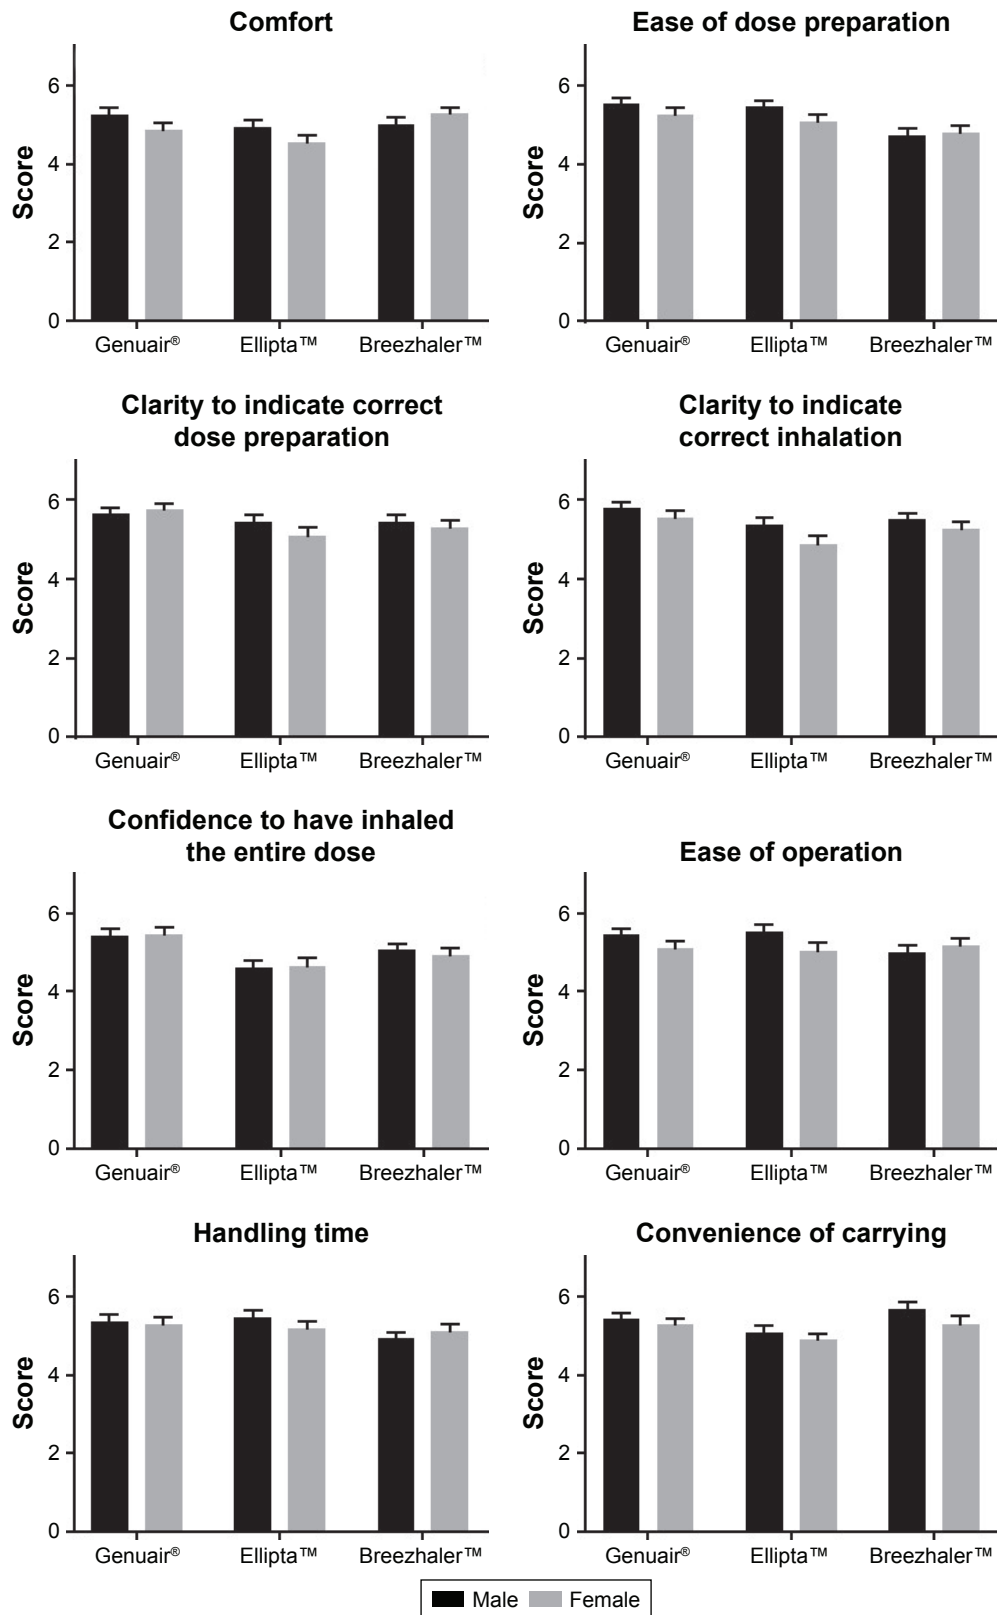 Comfort
Score
6
4
2
0
Genuair® Ellipta™ Breezhaler™
Ease of dose preparation
Score
6
4
2
0
Genuair® Ellipta™ Breezhaler™
Clarity to indicate correct
dose preparation
Score
6
4
2
0
Genuair® Ellipta™ Breezhaler™
Clarity to indicate
correct inhalation
Score
6
4
2
0
Genuair® Ellipta™ Breezhaler™
Confidence to have inhaled
the entire dose
Score
6
4
2
0
Genuair® Ellipta™ Breezhaler™
Ease of operation
Score
6
4
2
0
Genuair® Ellipta™ Breezhaler™
Handling time
Score
6
4
2
0
Genuair® Ellipta™ Breezhaler™
Convenience of carrying
Score
6
4
2
0
Genuair® Ellipta™ Breezhaler™
Male Female